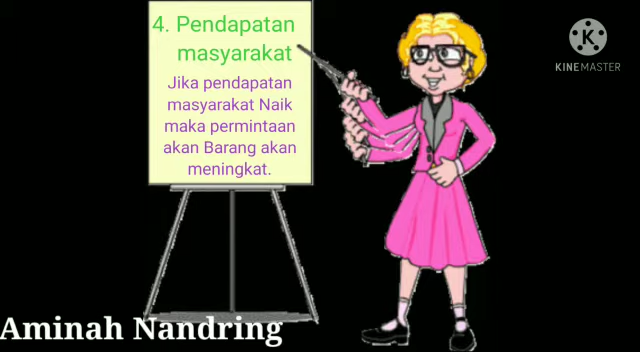 4. Pendapatan
masyarakat
Jika pendapatan
masyarakat Naik
maka permintaan
akan Barang akan
meningkat.
K
KINEMASTER
Aminah Nandring